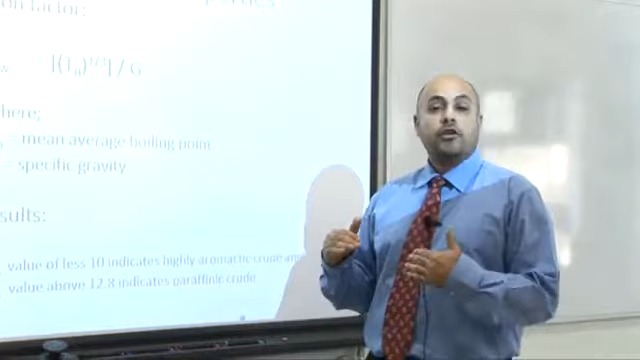 on factor:
[(T_B)^1/3] / G
here;
= mean average boiling point
= specific gravity
sults:
value of less 10 indicates highly aromatic crude an
value above 12.8 indicates paraffinic crude